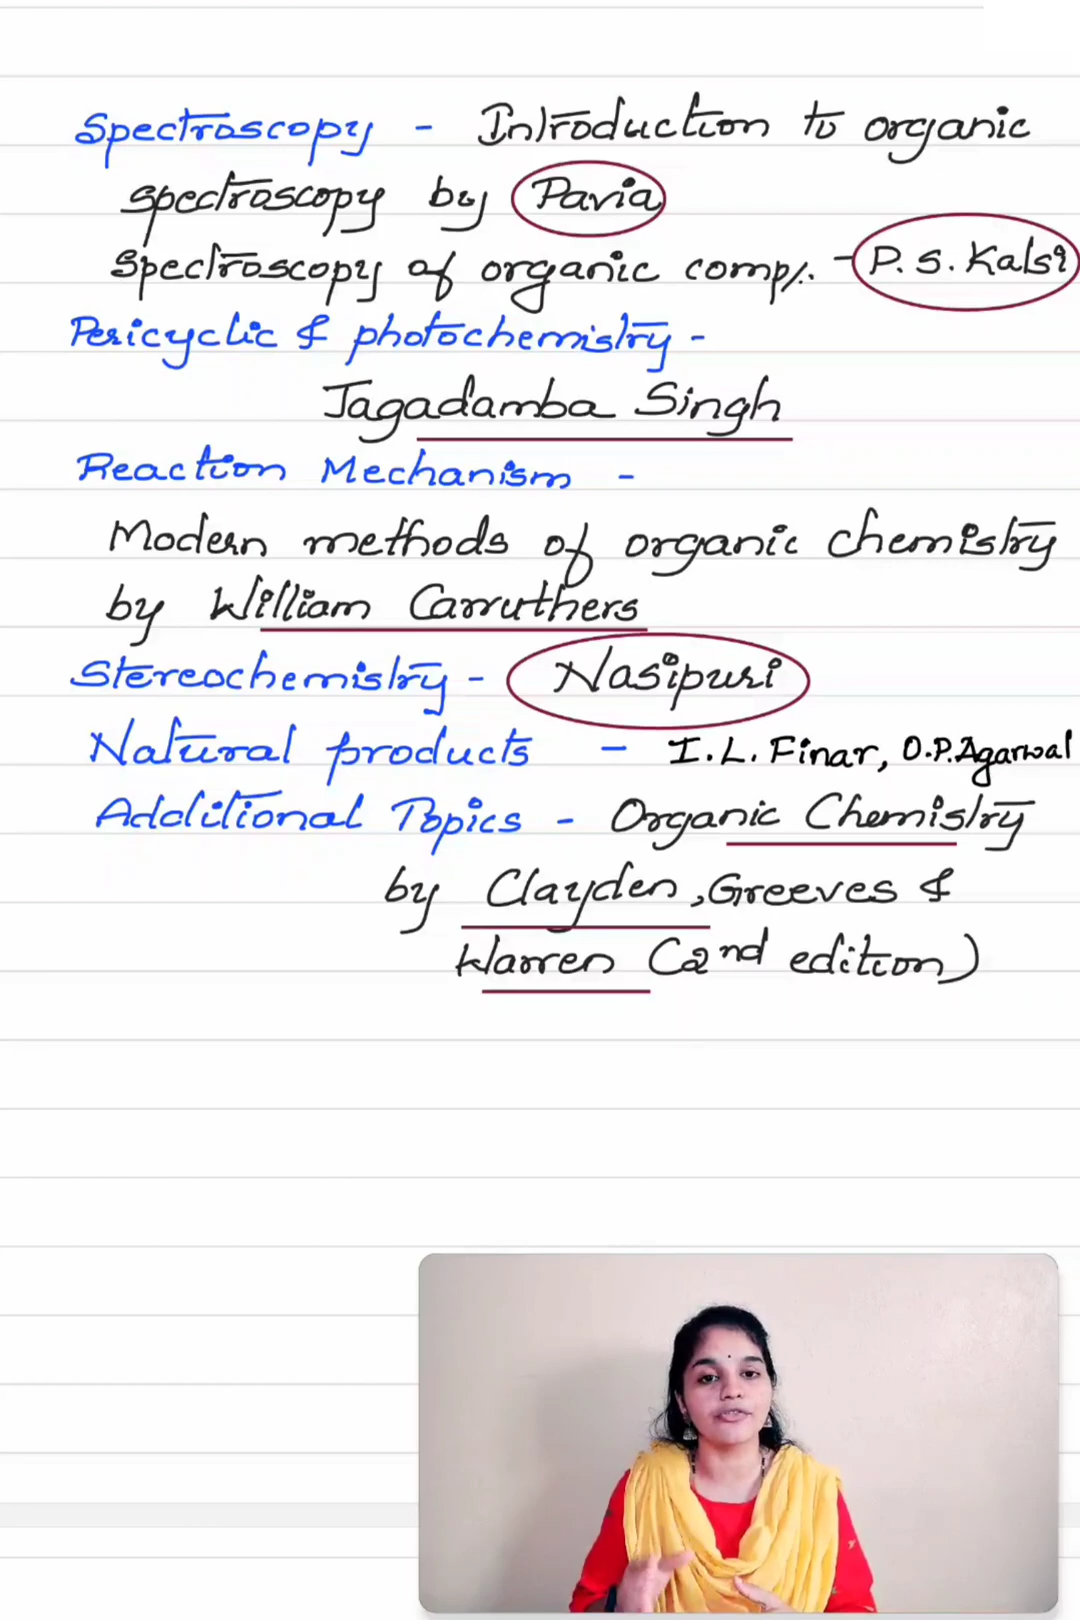 Spectroscopy - Introduction to organic
spectroscopy by Pavia
Spectroscopy of organic comp/. - P. S. Kalsi
Pericyclic & photochemistry -
Jagadamba Singh
Reaction Mechanism -
Modern methods of organic chemistry
by William Carruthers
Stereochemistry - Nasipuri
Natural products - I. L. Finar, O.P.Agarwal
Additional Topics - Organic Chemistry
by Clayden, Greeves &
Warren (2nd edition)